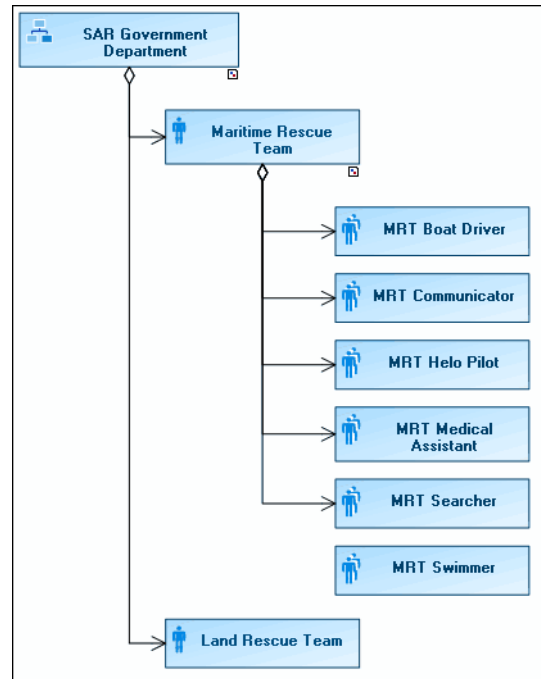 SAR Government
Department
Maritime Rescue
Team
MRT Boat Driver
MRT Communicator
MRT Helo Pilot
MRT Medical
Assistant
MRT Searcher
MRT Swimmer
Land Rescue Team